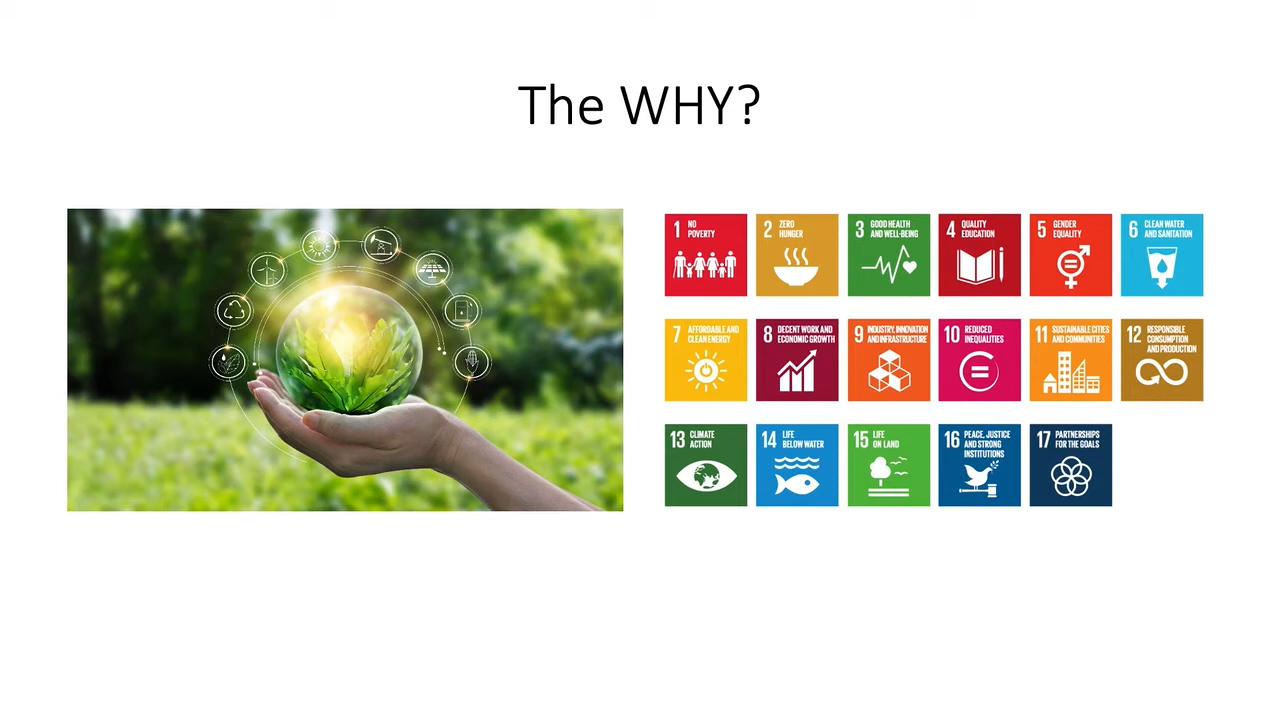 The WHY?
1 NO
POVERTY
2 ZERO
HUNGER
3 GOOD HEALTH
AND WELL-BEING
4 QUALITY
EDUCATION
5 GENDER
EQUALITY
6 CLEAN WATER
AND SANITATION
7 AFFORDABLE AND
CLEAN ENERGY
8 DECENT WORK AND
ECONOMIC GROWTH
9 INDUSTRY, INNOVATION
AND INFRASTRUCTURE
10 REDUCED
INEQUALITIES
11 SUSTAINABLE CITIES
AND COMMUNITIES
12 RESPONSIBLE
CONSUMPTION
AND PRODUCTION
13 CLIMATE
ACTION
14 LIFE
BELOW WATER
15 LIFE
ON LAND
16 PEACE, JUSTICE
AND STRONG
INSTITUTIONS
17 PARTNERSHIPS
FOR THE GOALS